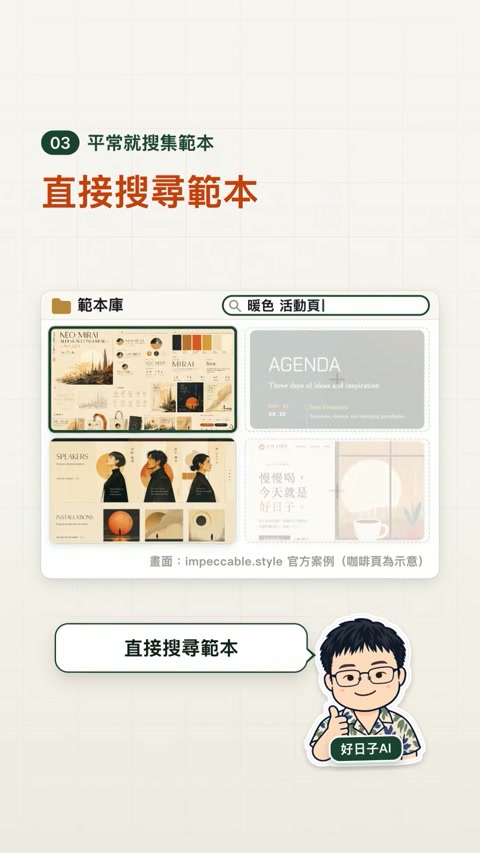 03 平常就搜集範本
直接搜尋範本
範本庫
暖色 活動頁
NEO MIRAI
MIRAI
AGENDA
Three days of ideas and inspiration
New Frontiers
SPEAKERS
INSTALLATIONS
慢慢喝,
今天就是
好日子。
畫面：impeccable.style 官方案例（咖啡頁為示意）
直接搜尋範本
好日子AI